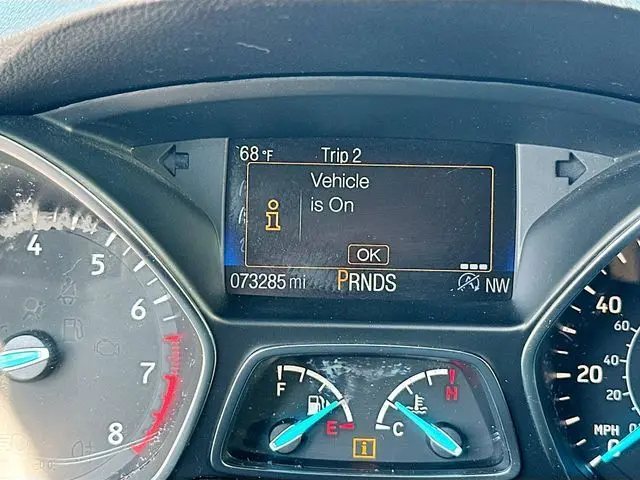 68°F Trip 2
Vehicle
is On
i
OK
073285 mi PRNDS NW
4
5
6
7
8
F
E
H
C
i
40
20
0
60
40
20
MPH